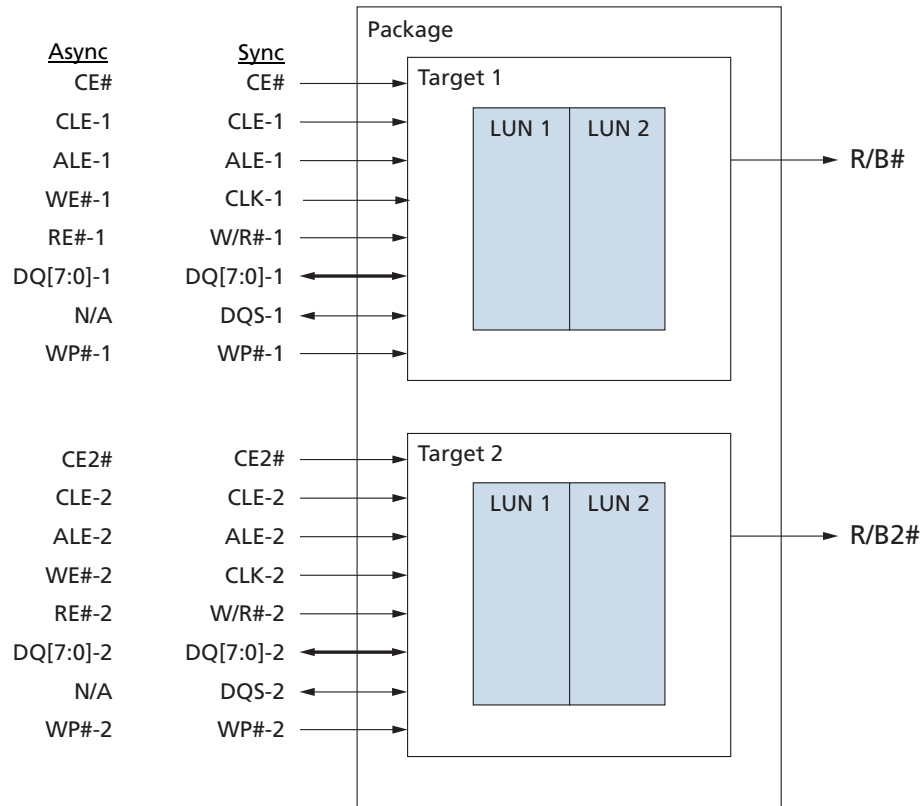 Package
Async Sync
CE# CE# Target 1
CLE-1 CLE-1 LUN 1 LUN 2
ALE-1 ALE-1 R/B#
WE#-1 CLK-1
RE#-1 W/R#-1
DQ[7:0]-1 DQ[7:0]-1
N/A DQS-1
WP#-1 WP#-1
CE2# CE2# Target 2
CLE-2 CLE-2 LUN 1 LUN 2
ALE-2 ALE-2 R/B2#
WE#-2 CLK-2
RE#-2 W/R#-2
DQ[7:0]-2 DQ[7:0]-2
N/A DQS-2
WP#-2 WP#-2